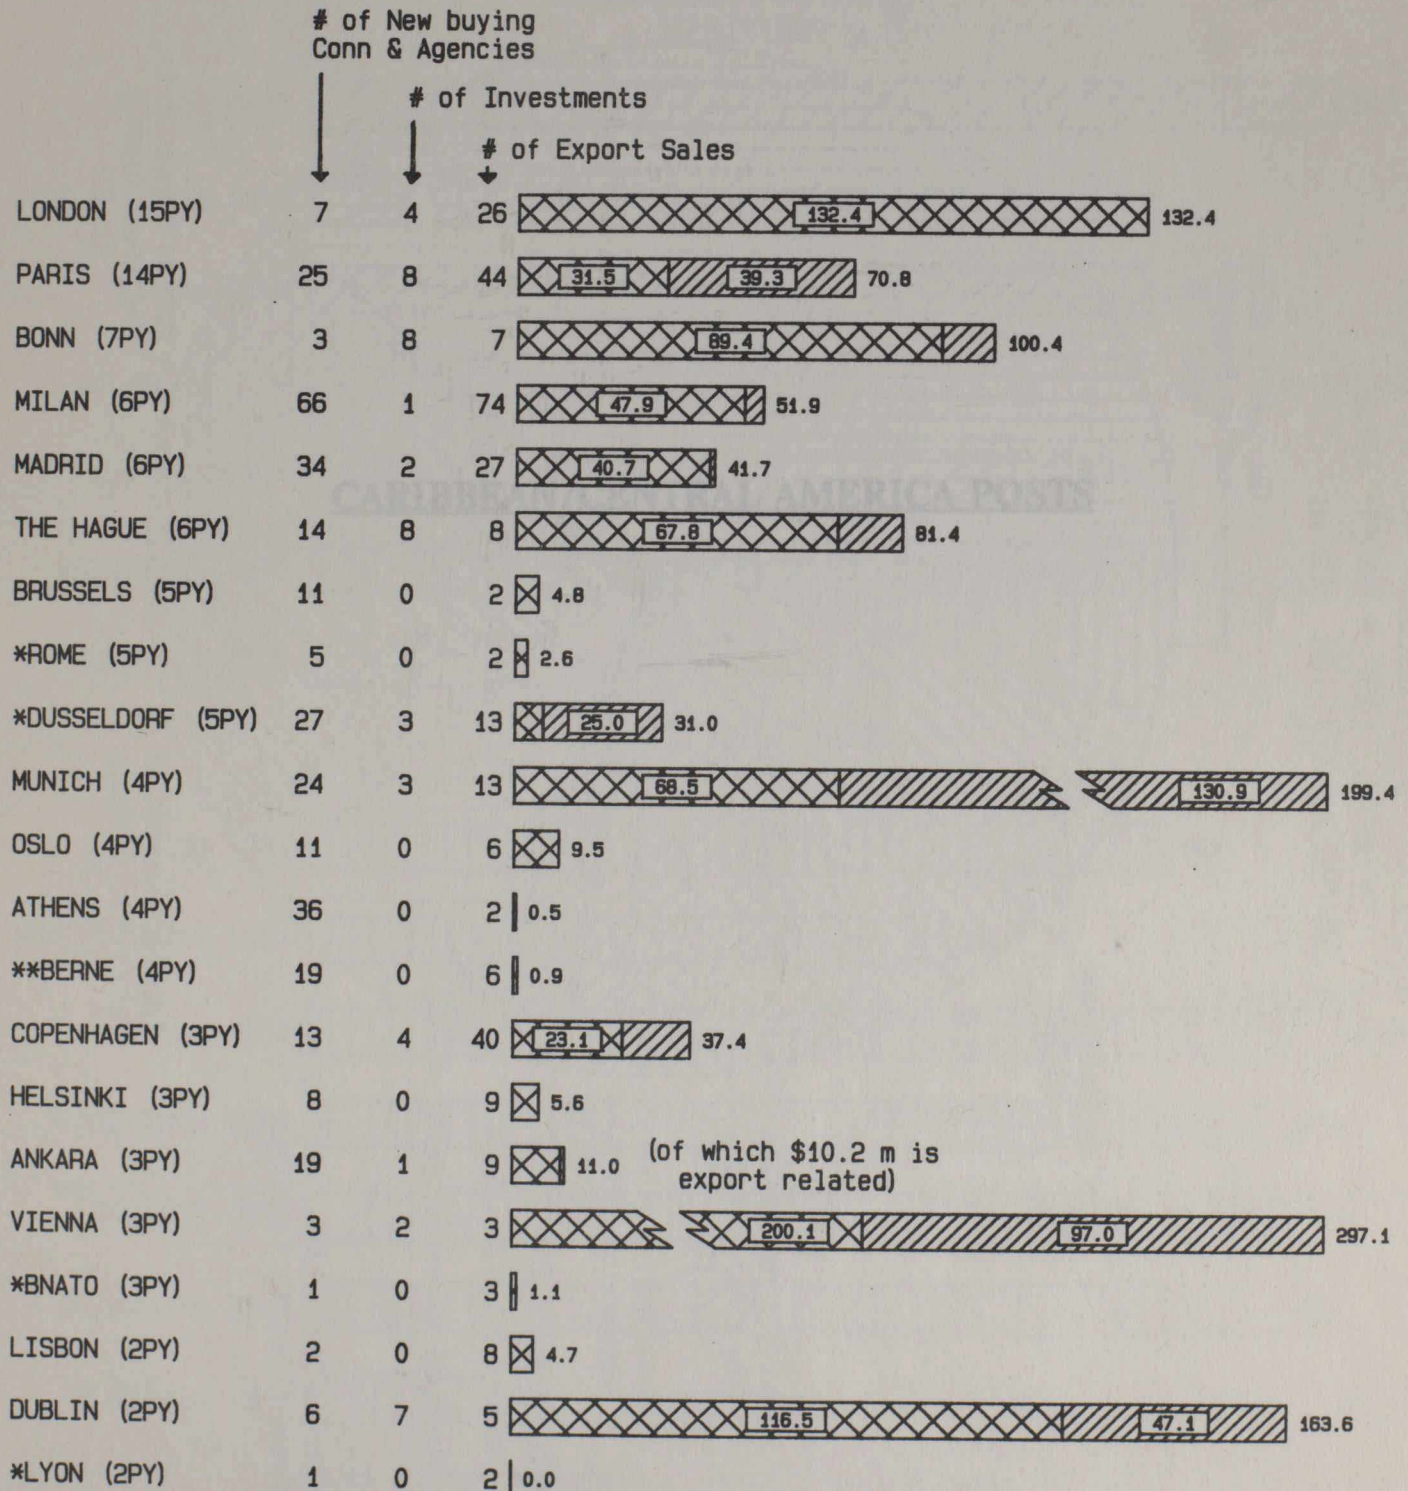 # of New buying
Conn & Agencies
# of Investments
# of Export Sales
LONDON (15PY) 7 4 26 132.4 132.4
PARIS (14PY) 25 8 44 31.5 39.3 70.8
BONN (7PY) 3 8 7 89.4 100.4
MILAN (6PY) 66 1 74 47.9 51.9
MADRID (6PY) 34 2 27 40.7 41.7
CARIBBEAN/CENTRAL AMERICA POSTS
THE HAGUE (6PY) 14 8 8 67.8 81.4
BRUSSELS (5PY) 11 0 2 4.8
*ROME (5PY) 5 0 2 2.6
*DUSSELDORF (5PY) 27 3 13 25.0 31.0
MUNICH (4PY) 24 3 13 68.5 130.9 199.4
OSLO (4PY) 11 0 6 9.5
ATHENS (4PY) 36 0 2 0.5
**BERNE (4PY) 19 0 6 0.9
COPENHAGEN (3PY) 13 4 40 23.1 37.4
HELSINKI (3PY) 8 0 9 5.6
ANKARA (3PY) 19 1 9 11.0 (of which $10.2 m is
export related)
VIENNA (3PY) 3 2 3 200.1 97.0 297.1
*BNATO (3PY) 1 0 3 1.1
LISBON (2PY) 2 0 8 4.7
DUBLIN (2PY) 6 7 5 116.5 47.1 163.6
*LYON (2PY) 1 0 2 0.0